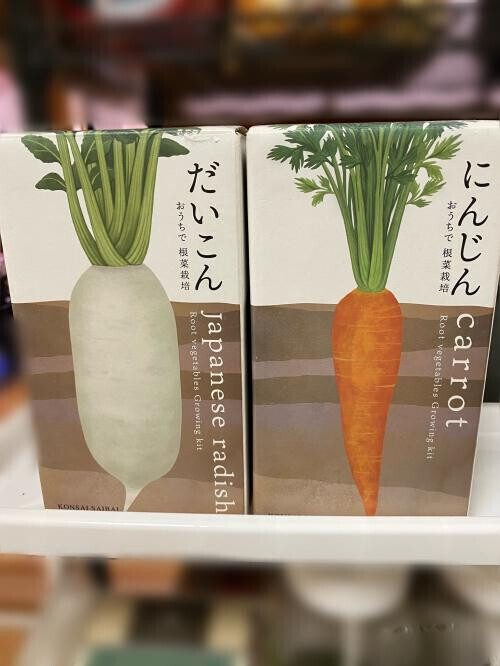 だいこん
おうちで 根菜栽培
Japanese radish
Root vegetables Growing kit
KONSAI SAIBAI
にんじん
おうちで 根菜栽培
carrot
Root vegetables Growing kit